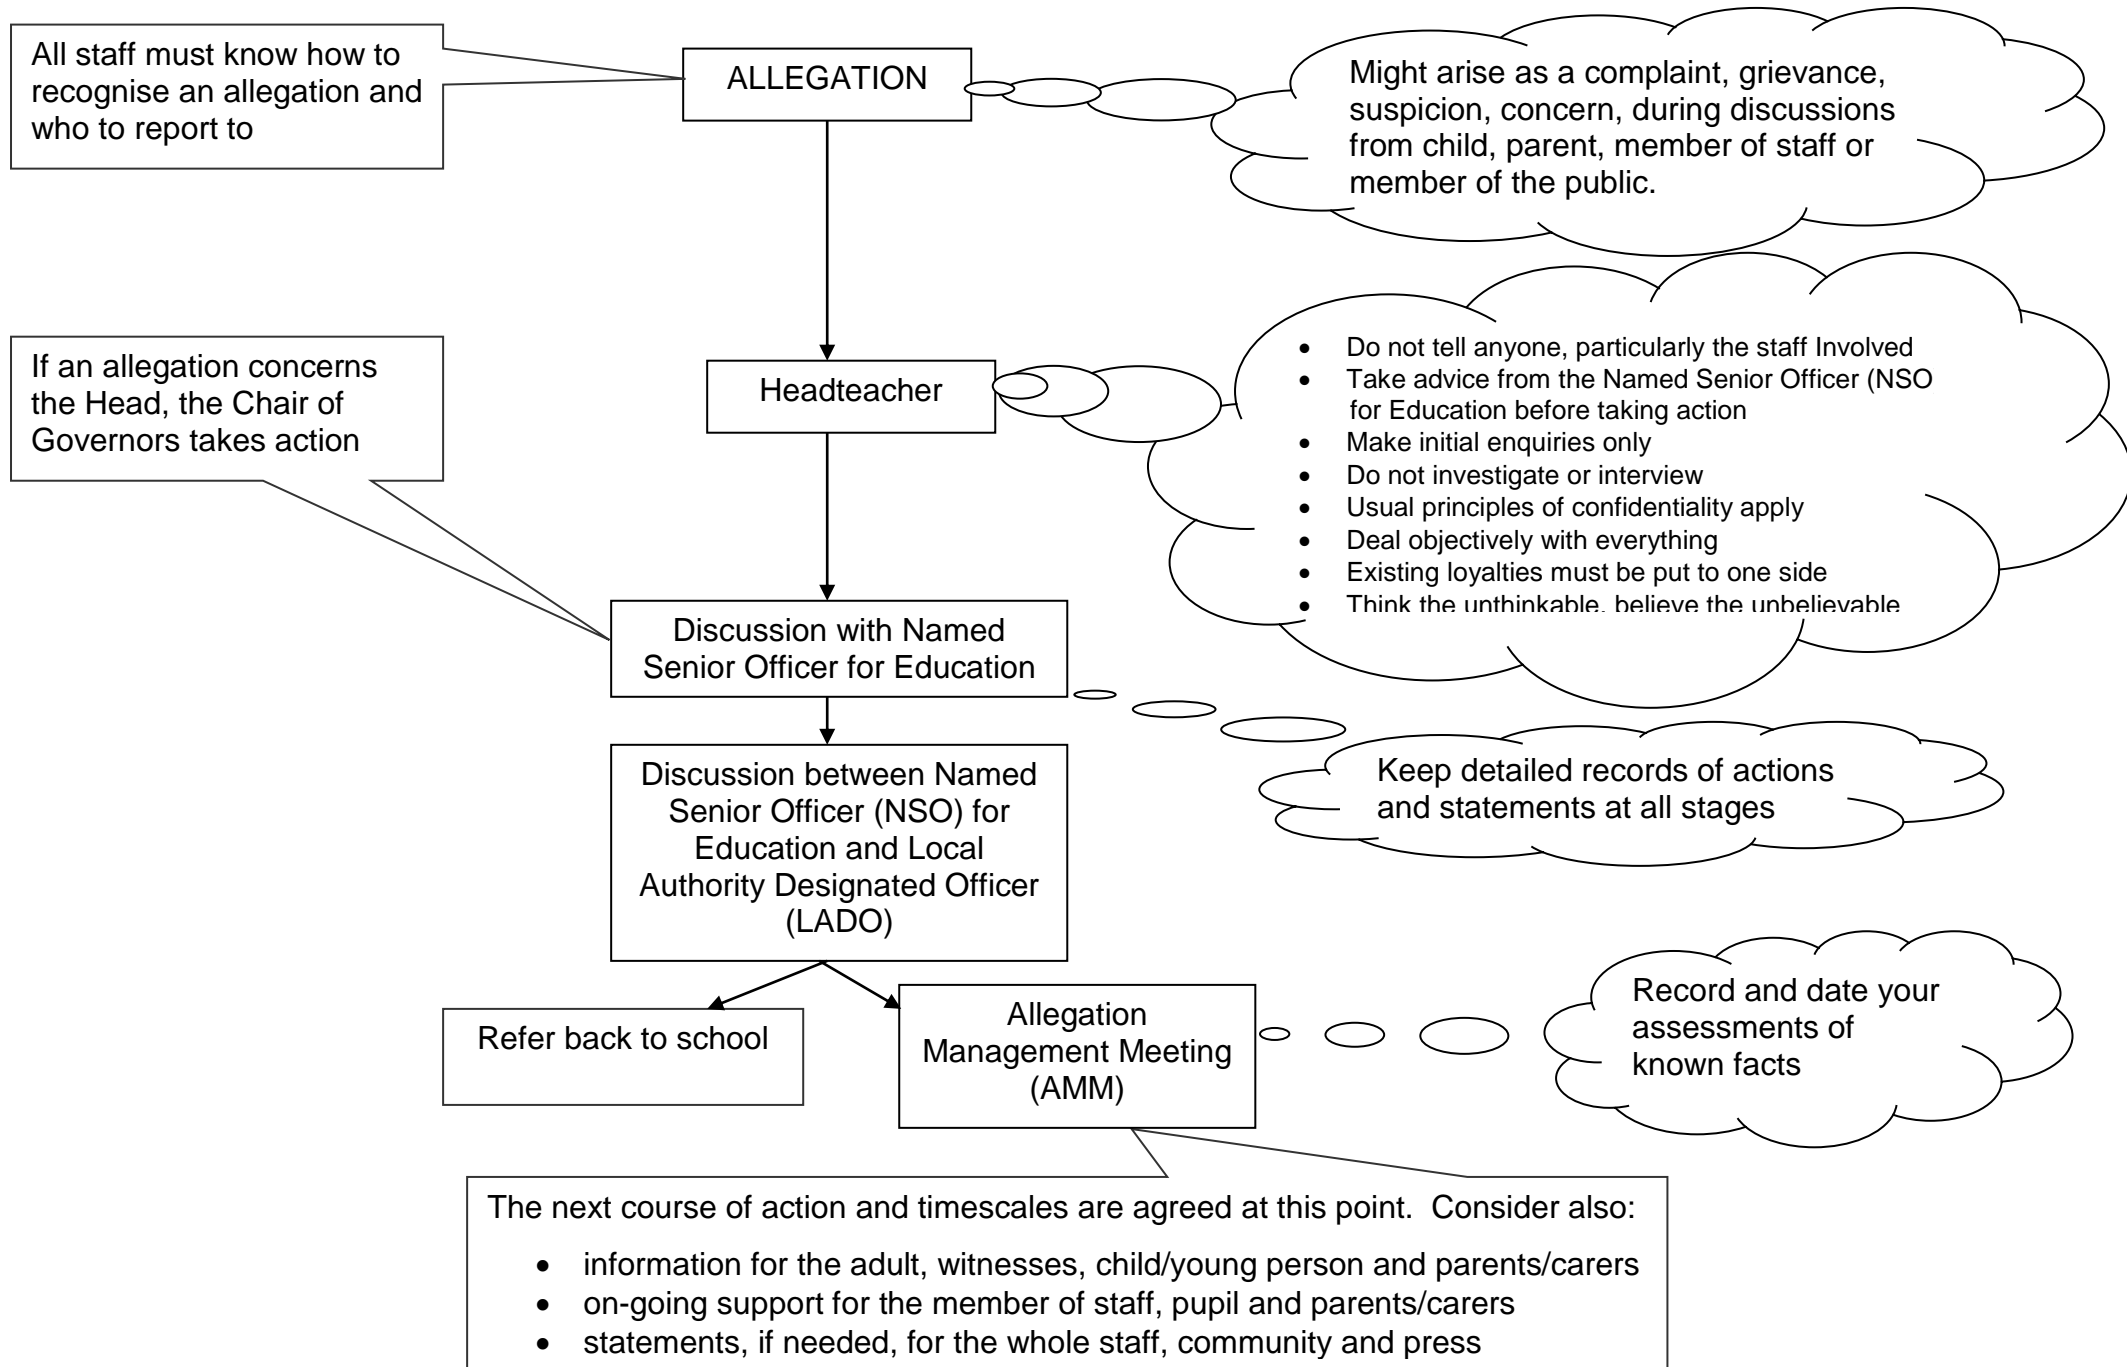 All staff must know how to
recognise an allegation and
who to report to
ALLEGATION
Might arise as a complaint, grievance,
suspicion, concern, during discussions
from child, parent, member of staff or
member of the public.
If an allegation concerns
the Head, the Chair of
Governors takes action
Headteacher
• Do not tell anyone, particularly the staff Involved
• Take advice from the Named Senior Officer (NSO
for Education before taking action
• Make initial enquiries only
• Do not investigate or interview
• Usual principles of confidentiality apply
• Deal objectively with everything
• Existing loyalties must be put to one side
• Think the unthinkable, believe the unbelievable
Discussion with Named
Senior Officer for Education
Keep detailed records of actions
and statements at all stages
Discussion between Named
Senior Officer (NSO) for
Education and Local
Authority Designated Officer
(LADO)
Refer back to school
Allegation
Management Meeting
(AMM)
Record and date your
assessments of
known facts
The next course of action and timescales are agreed at this point.  Consider also:
• information for the adult, witnesses, child/young person and parents/carers
• on-going support for the member of staff, pupil and parents/carers
• statements, if needed, for the whole staff, community and press